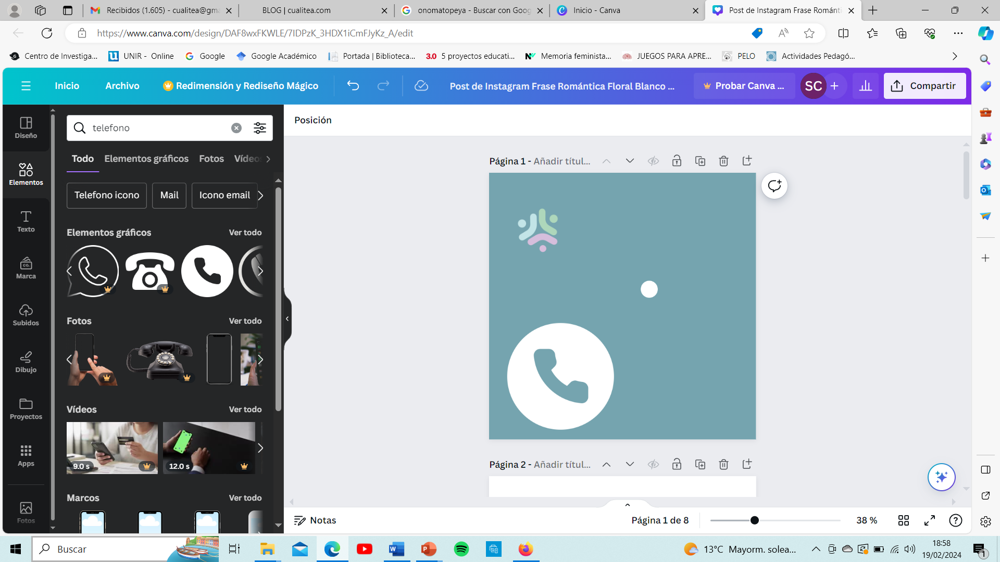 Recibidos (1.605) - cualitea@gma
BLOG | cualitea.com
onomatopeya - Buscar con Goog
Inicio - Canva
Post de Instagram Frase Románti
https://www.canva.com/design/DAF8wxFKWLE/7IDPzK_3HDX1iCmFJyKz_A/edit
Centro de Investiga...
UNIR - Online
Google
Google Académico
Portada | Biblioteca...
3.0 5 proyectos educati...
Memoria feminista...
JUEGOS PARA APRE...
PELO
Actividades Pedagó...
Inicio
Archivo
Redimensión y Rediseño Mágico
Post de Instagram Frase Romántica Floral Blanco ...
Probar Canva ...
SC
Compartir
Diseño
Elementos
Texto
CO.
Marca
Subidos
Dibujo
Proyectos
Apps
Fotos
telefono
Todo
Elementos gráficos
Fotos
Vídeos
Telefono icono
Mail
Icono email
Elementos gráficos
Ver todo
Fotos
Ver todo
Vídeos
Ver todo
9.0 s
12.0 s
Marcos
Ver todo
Posición
Página 1 - Añadir títul...
Página 2 - Añadir títul...
Notas
Página 1 de 8
38 %
Buscar
13°C Mayorm. solea...
18:58
19/02/2024
1